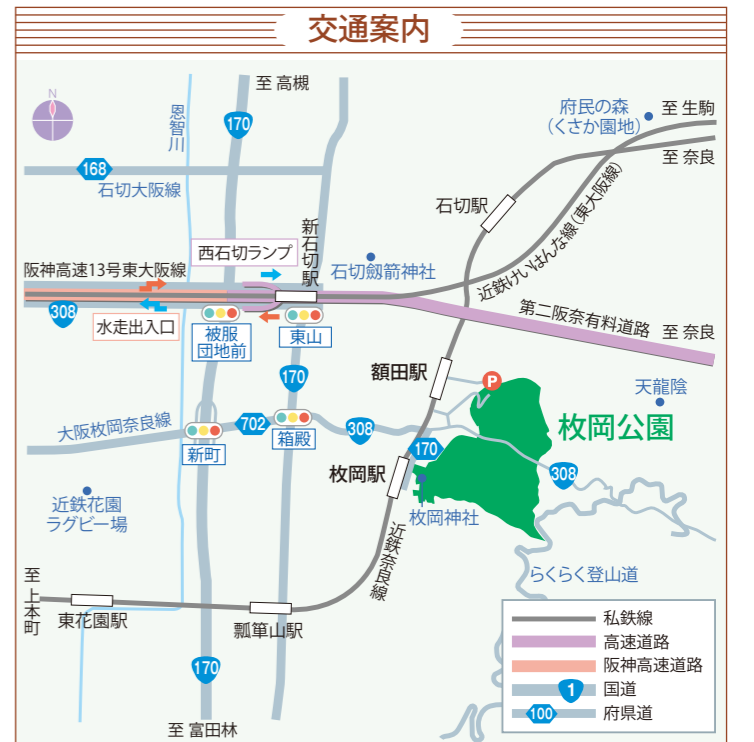 交通案内
N
至 高槻
恩智川
170
府民の森
(くさか園地)
至 生駒
至 奈良
168
石切大阪線
石切駅
新石切駅
西石切ランプ
石切劔箭神社
近鉄けいはんな線(東大阪線)
阪神高速13号東大阪線
308
水走出入口
被服
団地前
東山
第二阪奈有料道路
至 奈良
170
額田駅
P
天龍陰
大阪枚岡奈良線
702
新町
箱殿
308
170
枚岡公園
枚岡駅
308
枚岡神社
近鉄花園
ラグビー場
近鉄奈良線
らくらく登山道
至 上本町
東花園駅
瓢箪山駅
170
至 富田林
私鉄線
高速道路
阪神高速道路
1
国道
100
府県道